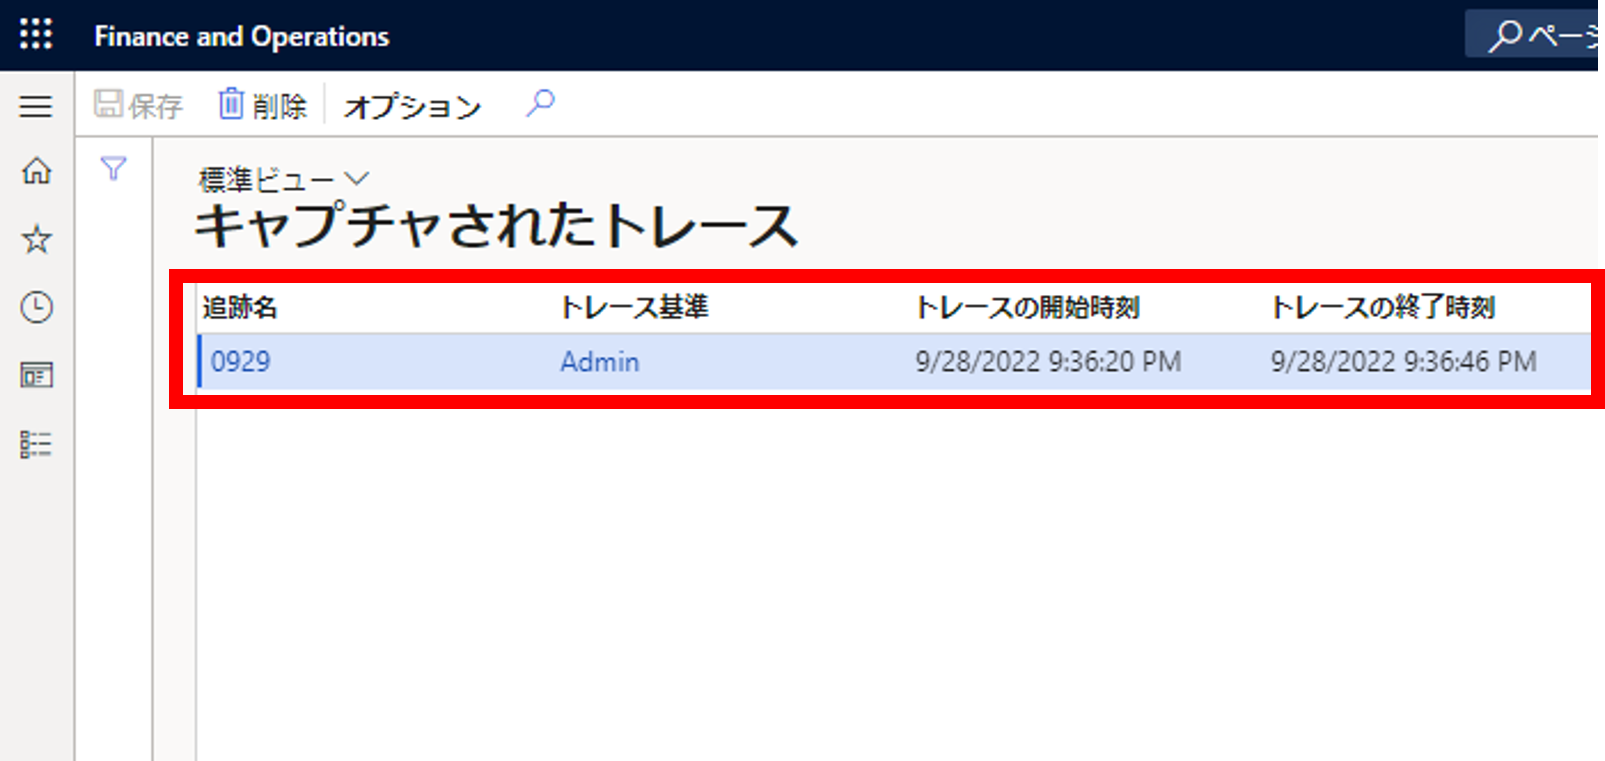 Finance and Operations
保存 削除 オプション
標準ビュー
キャプチャされたトレース
追跡名 トレース基準 トレースの開始時刻 トレースの終了時刻
0929 Admin 9/28/2022 9:36:20 PM 9/28/2022 9:36:46 PM